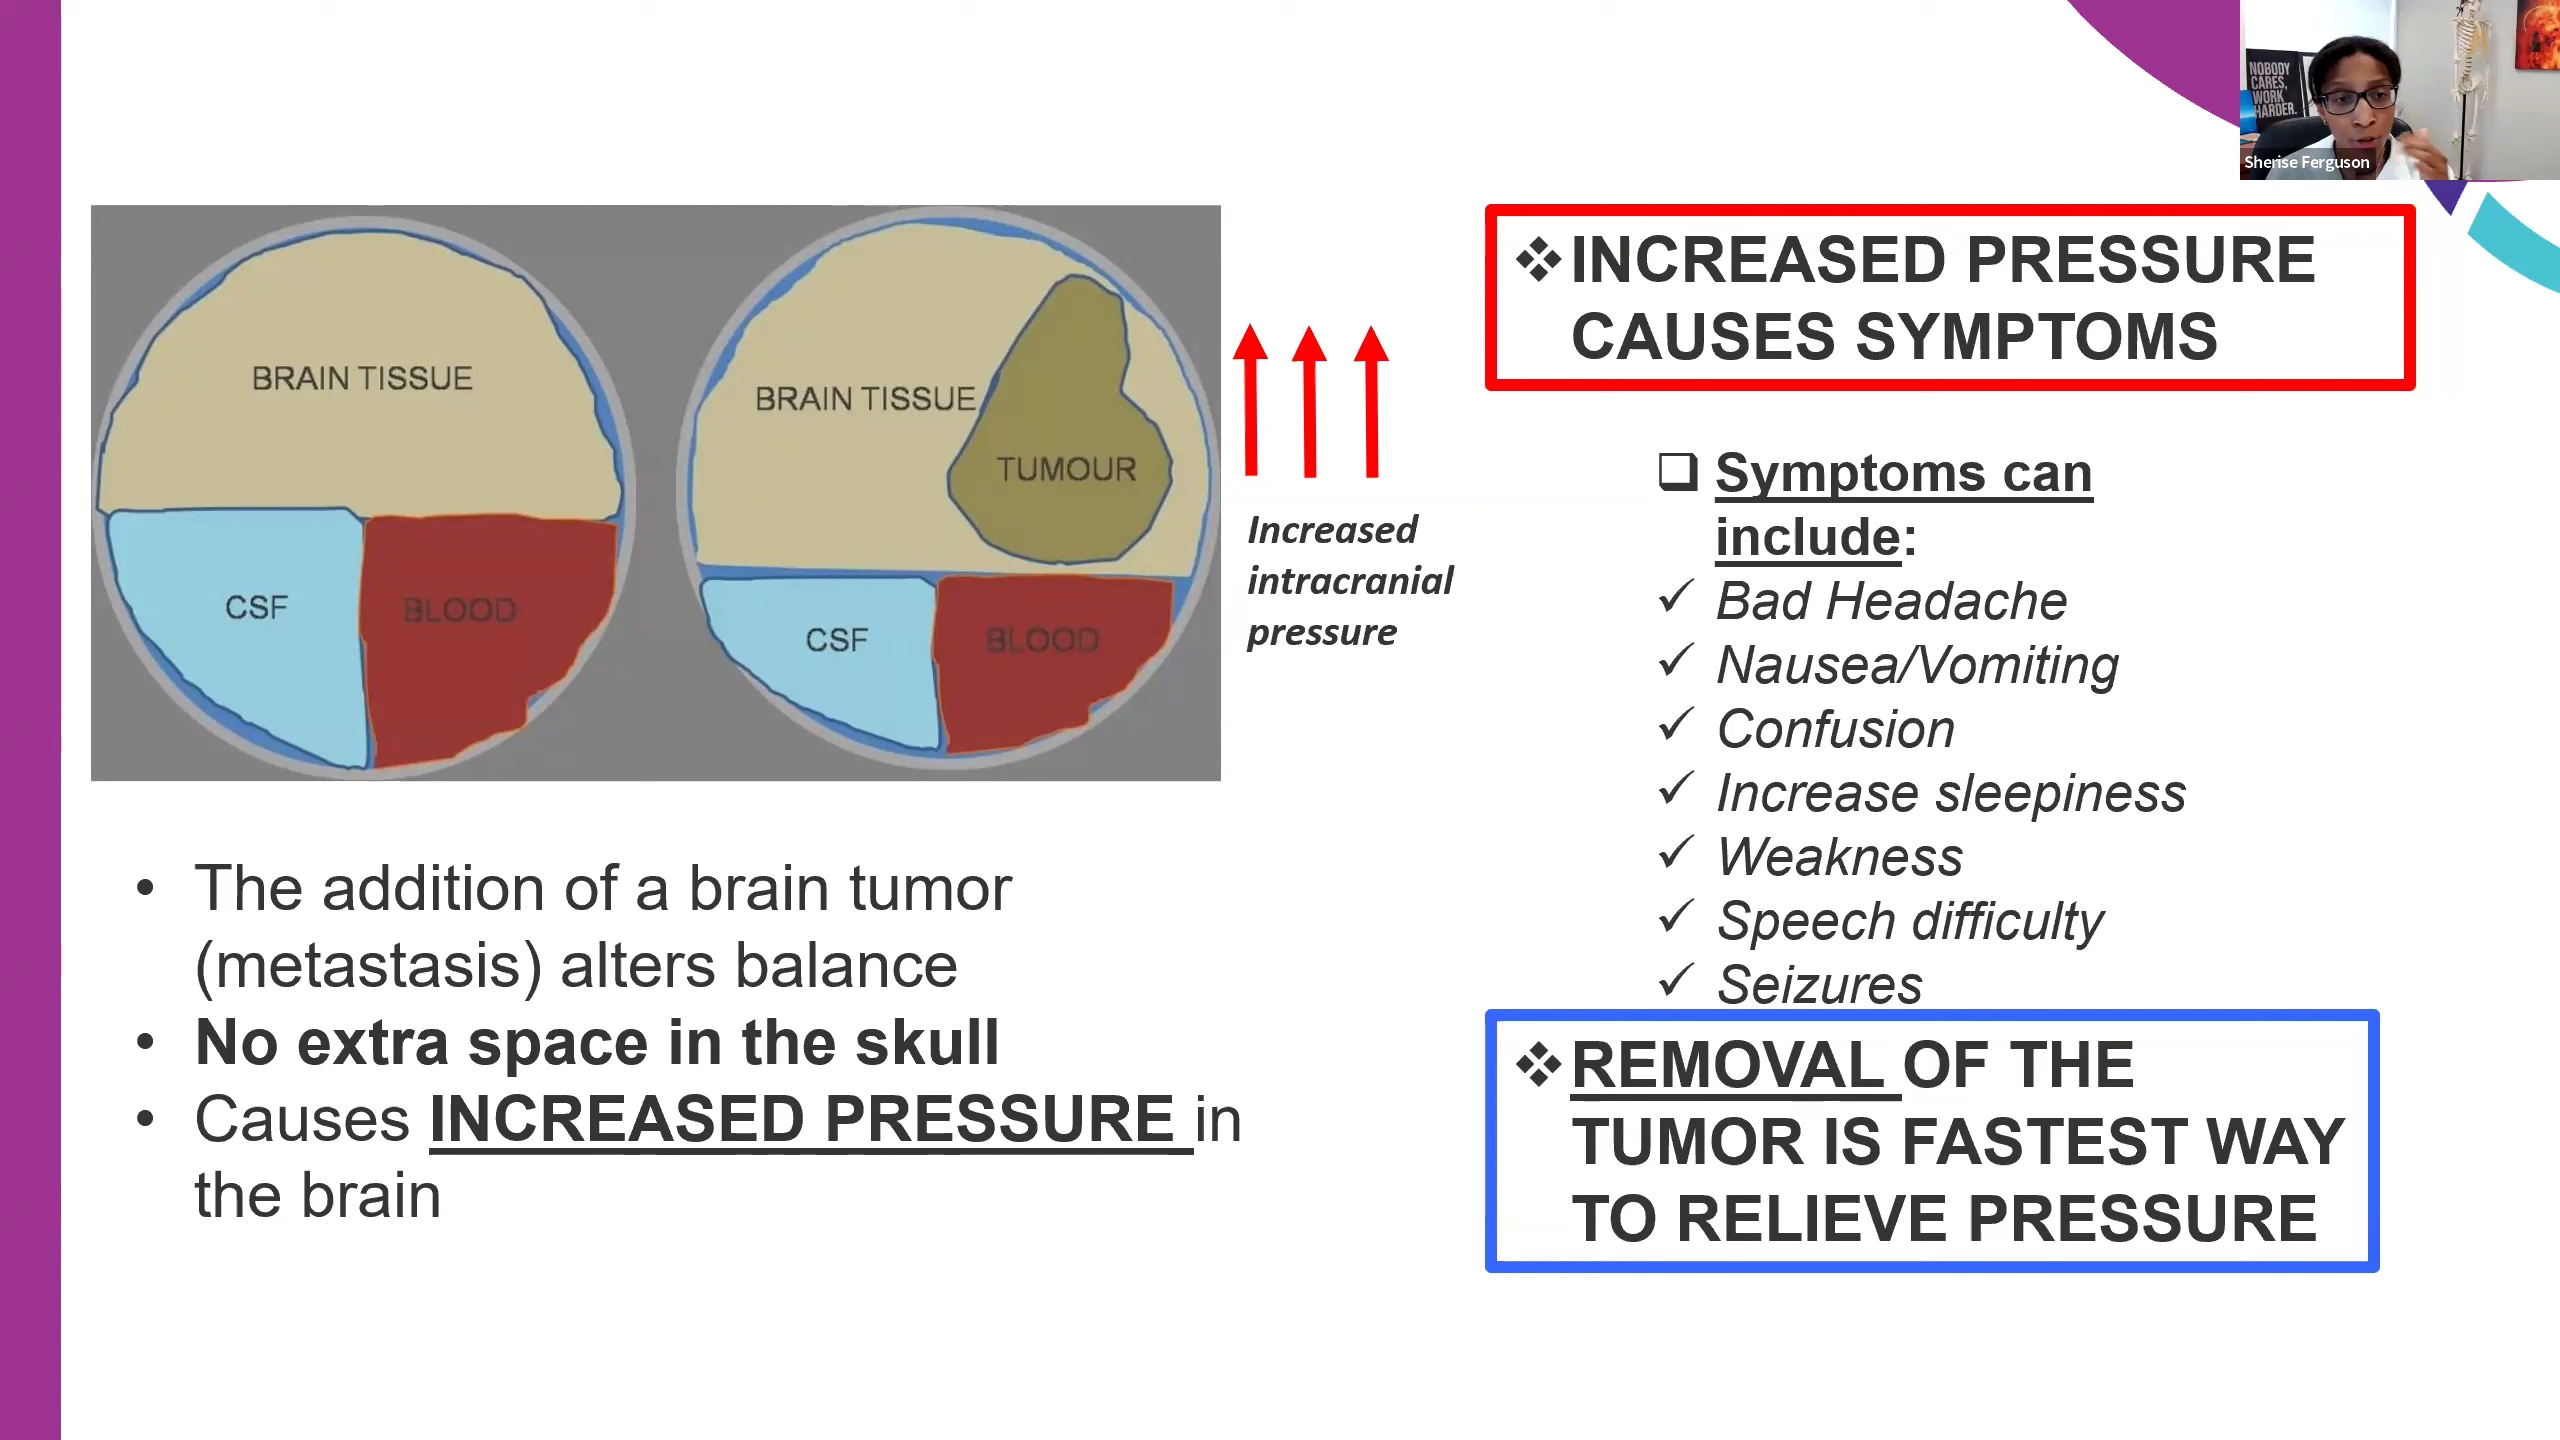 NOBODY
CARES,
WORK
HARDER.
Sherise Ferguson
BRAIN TISSUE
CSF
BLOOD
BRAIN TISSUE
TUMOUR
CSF
BLOOD
Increased
intracranial
pressure
• The addition of a brain tumor
(metastasis) alters balance
• No extra space in the skull
• Causes INCREASED PRESSURE in
the brain
❖INCREASED PRESSURE
CAUSES SYMPTOMS
❑ Symptoms can
include:
✓ Bad Headache
✓ Nausea/Vomiting
✓ Confusion
✓ Increase sleepiness
✓ Weakness
✓ Speech difficulty
✓ Seizures
❖REMOVAL OF THE
TUMOR IS FASTEST WAY
TO RELIEVE PRESSURE